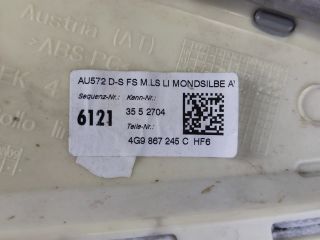 Austria (AT)
>ABS/PC
AU572 D-S FS M.LS LI MONDSILBE A
Sequenz-Nr.: Kenn-Nr.:
6121 35 5 2704
Teile-Nr.:
4G9 867 245 C HF6